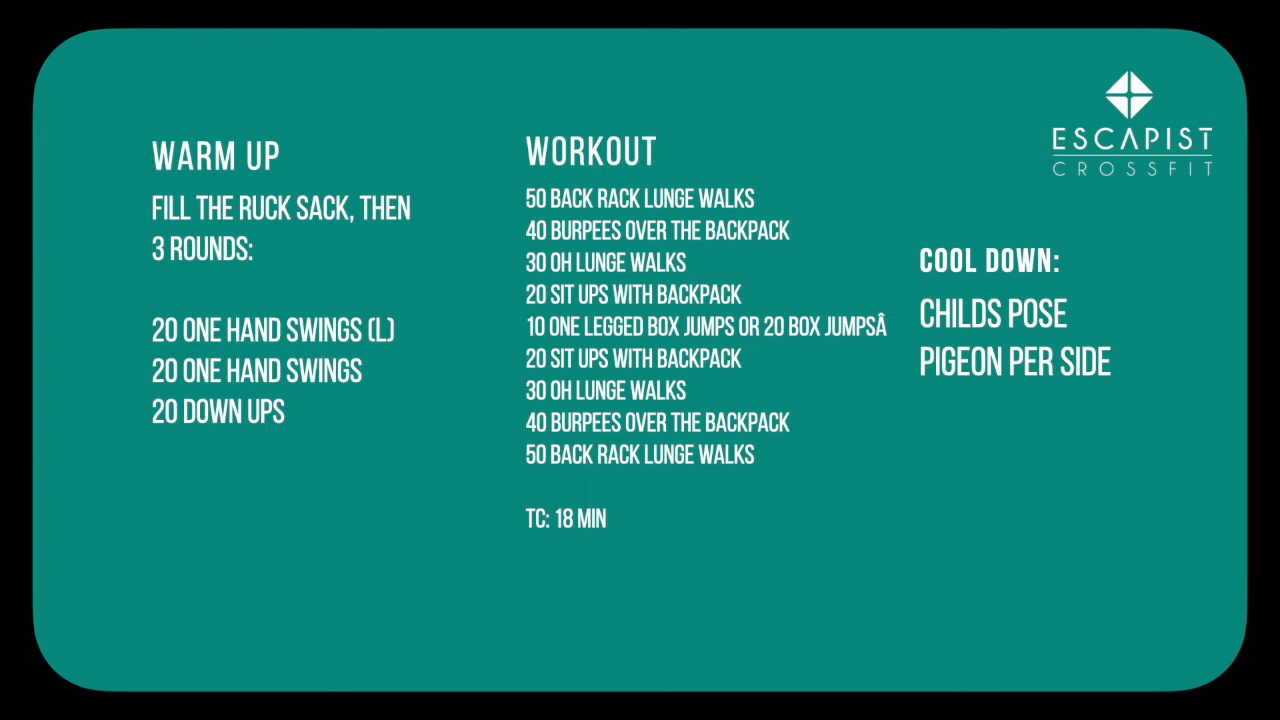 WARM UP
FILL THE RUCK SACK, THEN
3 ROUNDS:
20 ONE HAND SWINGS (L)
20 ONE HAND SWINGS
20 DOWN UPS
WORKOUT
50 BACK RACK LUNGE WALKS
40 BURPEES OVER THE BACKPACK
30 OH LUNGE WALKS
20 SIT UPS WITH BACKPACK
10 ONE LEGGED BOX JUMPS OR 20 BOX JUMPSÂ
20 SIT UPS WITH BACKPACK
30 OH LUNGE WALKS
40 BURPEES OVER THE BACKPACK
50 BACK RACK LUNGE WALKS
TC: 18 MIN
ESCAPIST
CROSSFIT
COOL DOWN:
CHILDS POSE
PIGEON PER SIDE